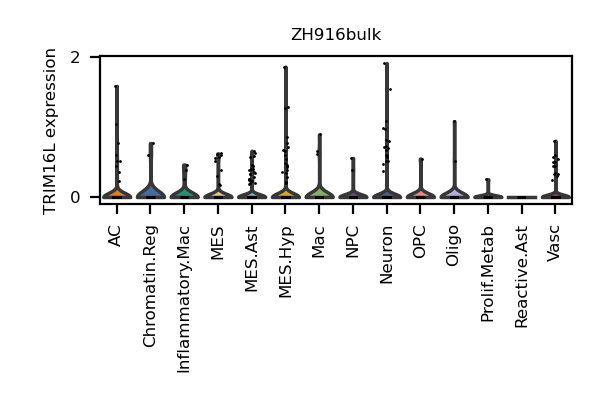 ZH916bulk
TRIM16L expression
2
0
AC
Chromatin.Reg
Inflammatory.Mac
MES
MES.Ast
MES.Hyp
Mac
NPC
Neuron
OPC
Oligo
Prolif.Metab
Reactive.Ast
Vasc